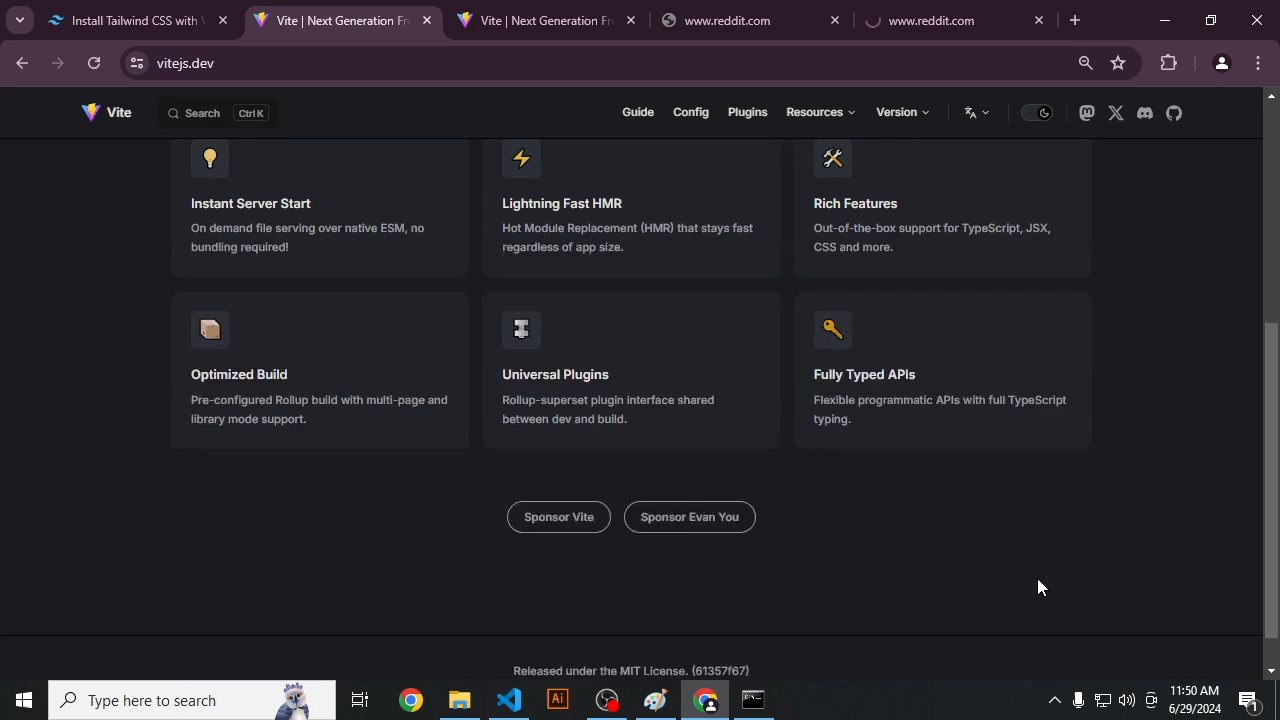 Install Tailwind CSS with
Vite | Next Generation Fr
Vite | Next Generation Fr
www.reddit.com
www.reddit.com
vitejs.dev
Vite
Search
Ctrl K
Guide
Config
Plugins
Resources
Version
Instant Server Start
On demand file serving over native ESM, no
bundling required!
Lightning Fast HMR
Hot Module Replacement (HMR) that stays fast
regardless of app size.
Rich Features
Out-of-the-box support for TypeScript, JSX,
CSS and more.
Optimized Build
Pre-configured Rollup build with multi-page and
library mode support.
Universal Plugins
Rollup-superset plugin interface shared
between dev and build.
Fully Typed APIs
Flexible programmatic APIs with full TypeScript
typing.
Sponsor Vite
Sponsor Evan You
Released under the MIT License. (61357f67)
Type here to search
Ai
11:50 AM
6/29/2024
1